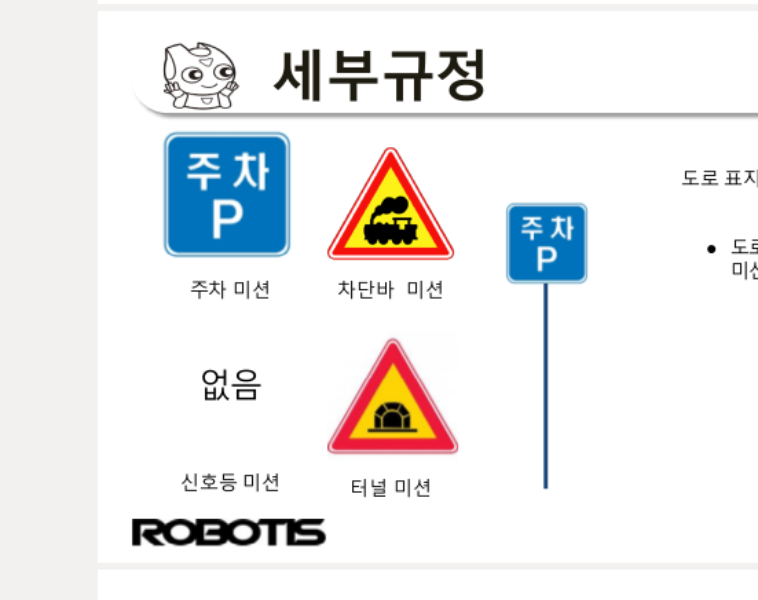 세부규정
주차
P
주차 미션
차단바 미션
주차
P
도로 표지
도로
미션
없음
신호등 미션
터널 미션
ROBOTIS